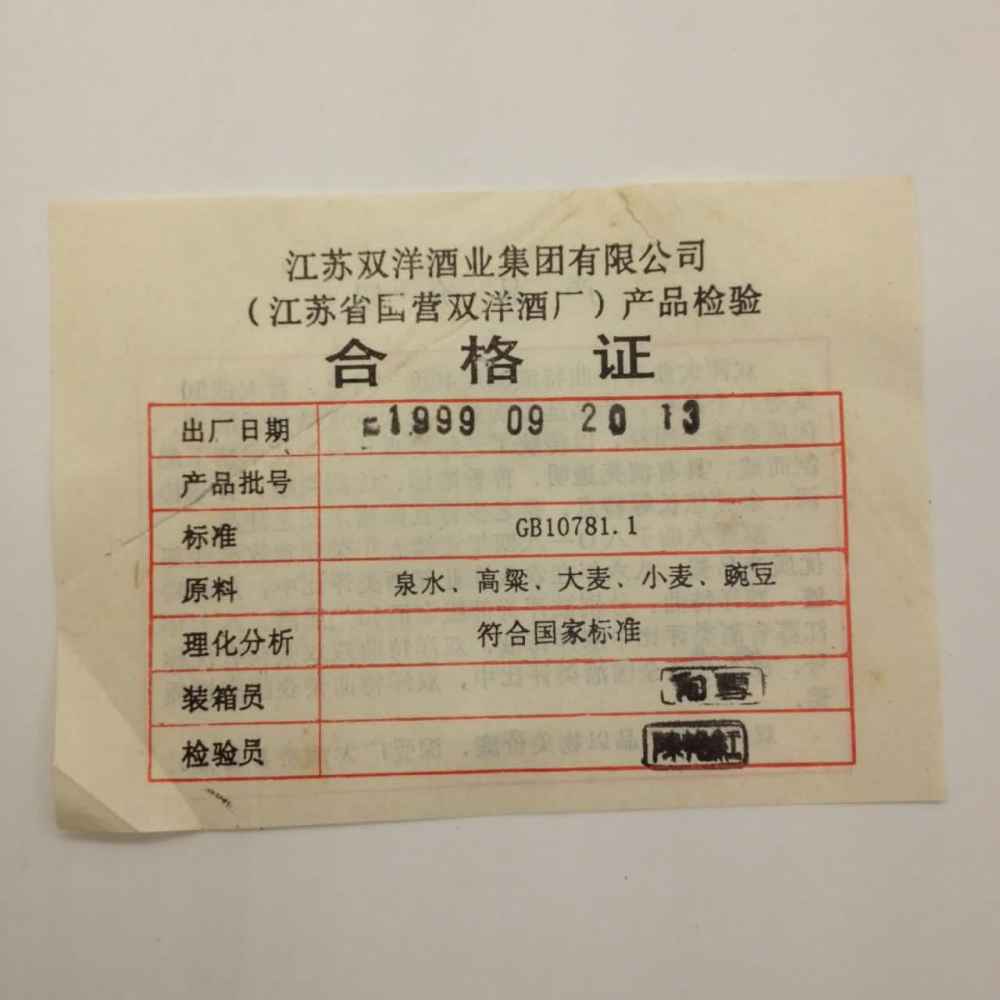 江苏双洋酒业集团有限公司
（江苏省国营双洋酒厂）产品检验
合格证
出厂日期 1999 09 20 13
产品批号
标准 GB10781.1
原料 泉水、高粱、大麦、小麦、豌豆
理化分析 符合国家标准
装箱员
检验员